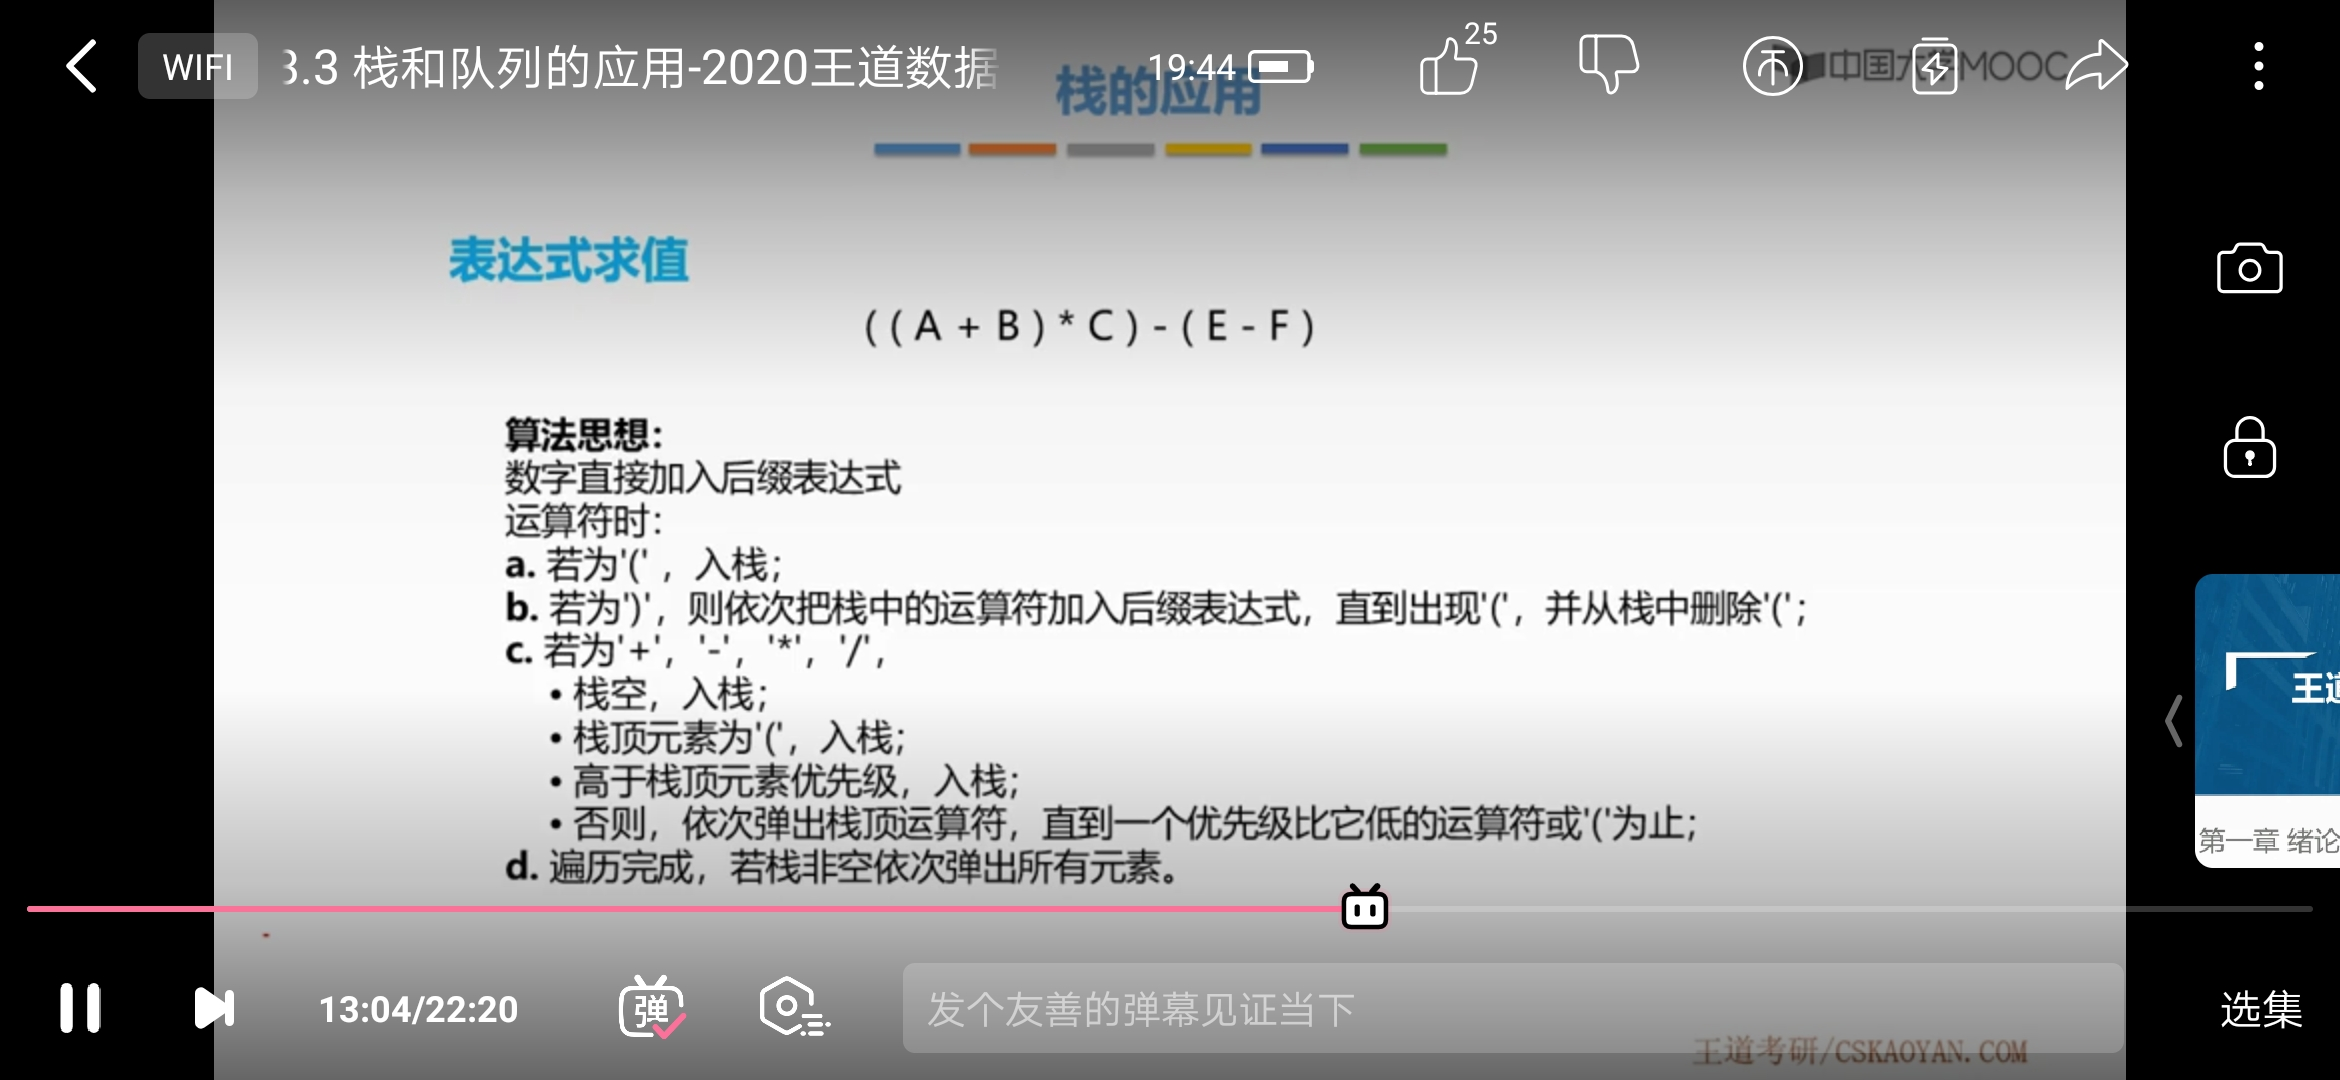 WIFI
3.3 栈和队列的应用-2020王道数据
19:44
25
中国大学MOOC
栈的应用
表达式求值
((A+B)*C)-(E-F)
算法思想：
数字直接加入后缀表达式
运算符时：
a. 若为'('，入栈；
b. 若为')'，则依次把栈中的运算符加入后缀表达式，直到出现'('，并从栈中删除'('；
c. 若为'+'，'-'，'*'，'/'，
• 栈空，入栈；
• 栈顶元素为'('，入栈；
• 高于栈顶元素优先级，入栈；
• 否则，依次弹出栈顶运算符，直到一个优先级比它低的运算符或'('为止；
d. 遍历完成，若栈非空依次弹出所有元素。
王道
第一章 绪论
13:04/22:20
弹
发个友善的弹幕见证当下
选集
王道考研/CSKAOYAN.COM